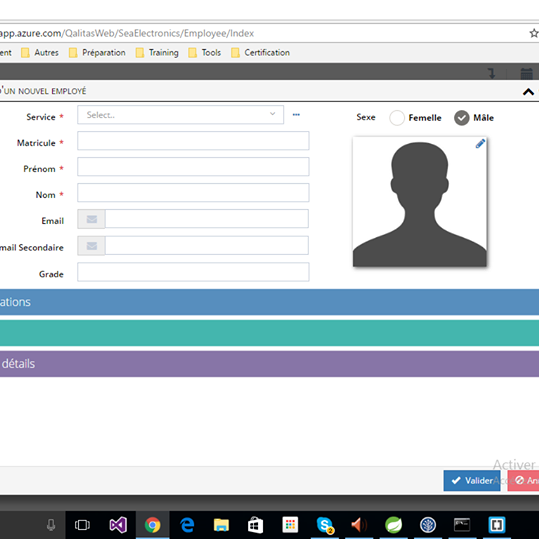 app.azure.com/QalitasWeb/SeaElectronics/Employee/Index
ent Autres Préparation Training Tools Certification
D'UN NOUVEL EMPLOYÉ
Service * Select.. Sexe Femelle Mâle
Matricule *
Prénom *
Nom *
Email
mail Secondaire
Grade
ations
détails
Activer
Valider Ann